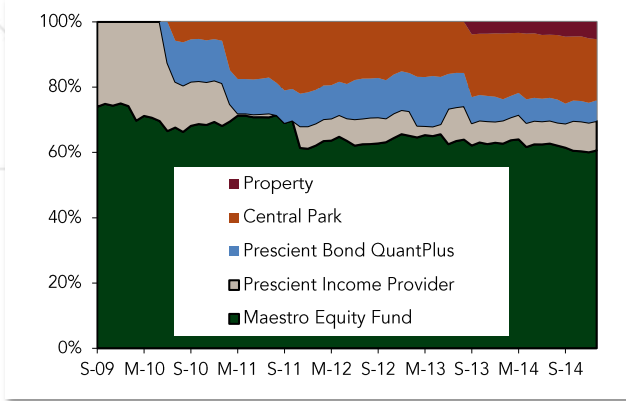 100%
80%
60%
40%
20%
0%
Property
Central Park
Prescient Bond QuantPlus
Prescient Income Provider
Maestro Equity Fund
S-09 M-10 S-10 M-11 S-11 M-12 S-12 M-13 S-13 M-14 S-14